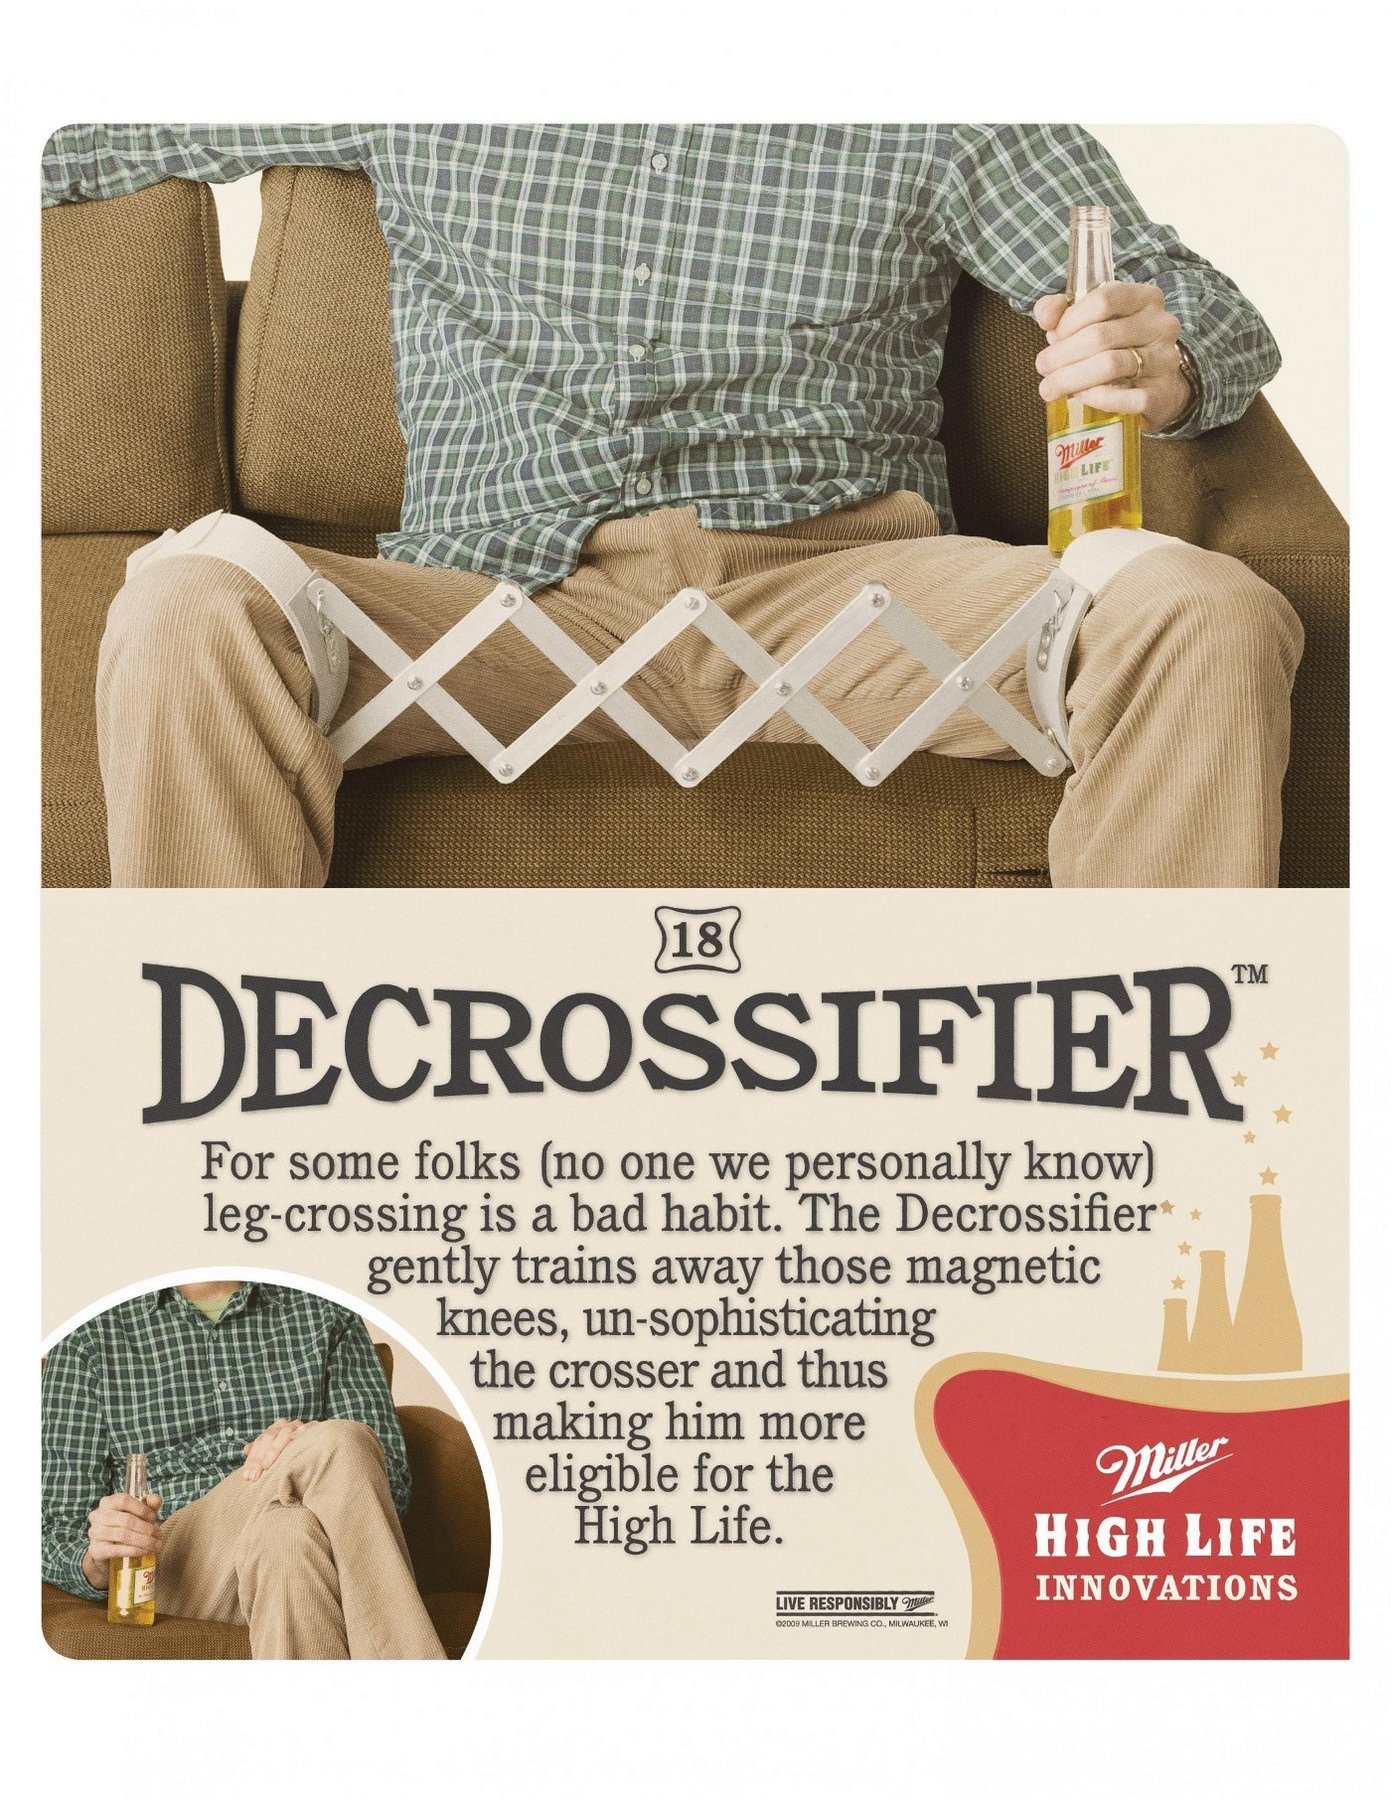 Miller
HIGH LIFE
18
DECROSSIFIER™
For some folks (no one we personally know)
leg-crossing is a bad habit. The Decrossifier
gently trains away those magnetic
knees, un-sophisticating
the crosser and thus
making him more
eligible for the
High Life.
Miller
HIGH LIFE
INNOVATIONS
LIVE RESPONSIBLY Miller
©2009 MILLER BREWING CO., MILWAUKEE, WI